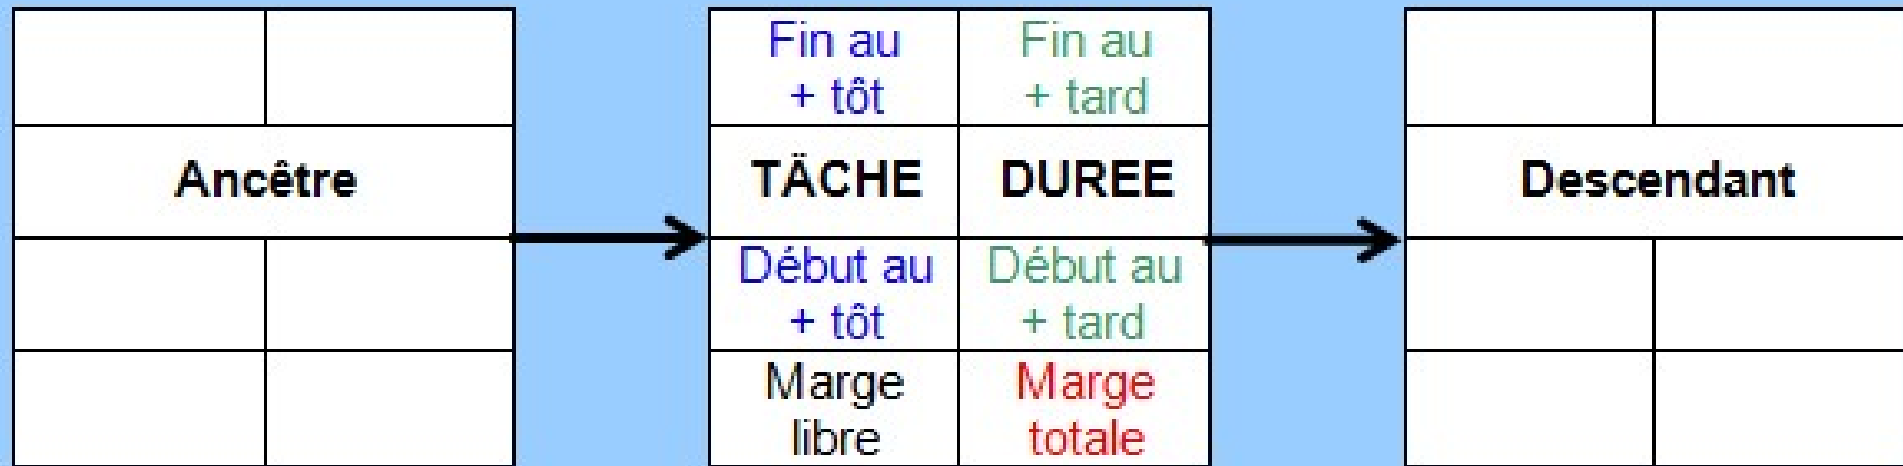 Fin au
+ tôt
Fin au
+ tard
Ancêtre
TÄCHE
DUREE
Descendant
Début au
+ tôt
Début au
+ tard
Marge
libre
Marge
totale